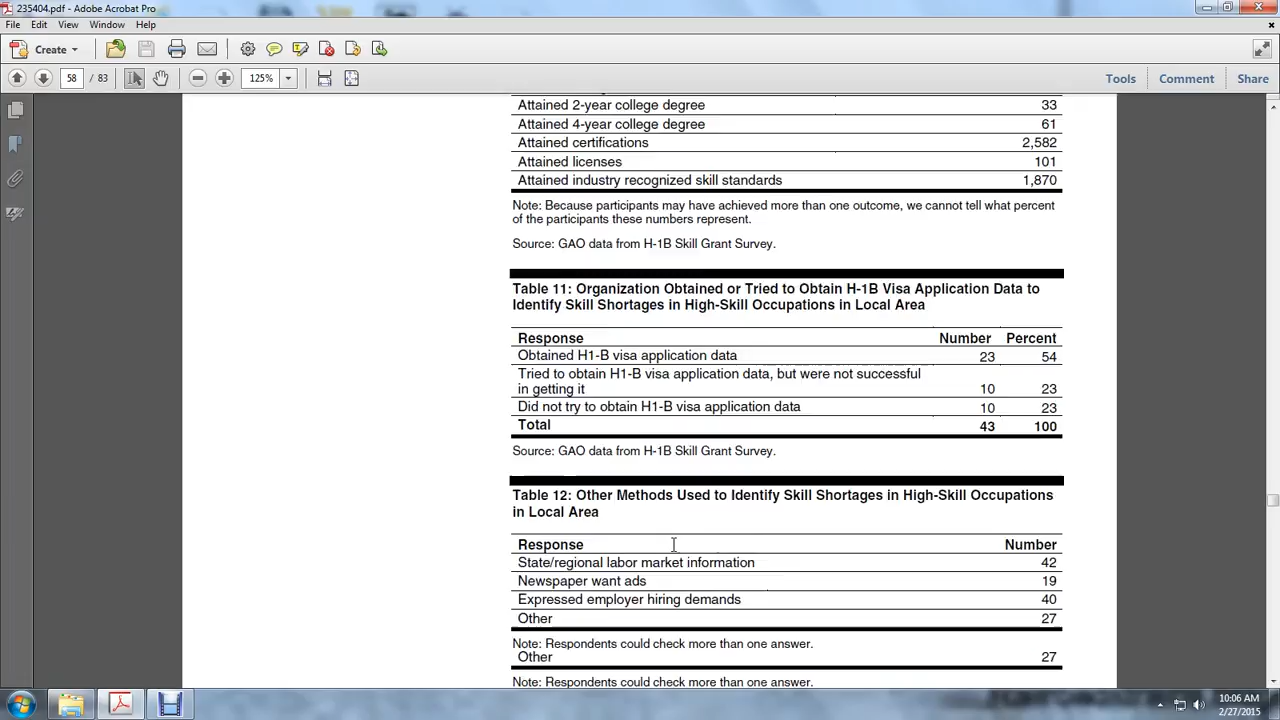 235404.pdf - Adobe Acrobat Pro
File Edit View Window Help
Create
58 / 83
125%
Tools Comment Share
Attained 2-year college degree 33
Attained 4-year college degree 61
Attained certifications 2,582
Attained licenses 101
Attained industry recognized skill standards 1,870
Note: Because participants may have achieved more than one outcome, we cannot tell what percent
of the participants these numbers represent.
Source: GAO data from H-1B Skill Grant Survey.
Table 11: Organization Obtained or Tried to Obtain H-1B Visa Application Data to
Identify Skill Shortages in High-Skill Occupations in Local Area
Response Number Percent
Obtained H1-B visa application data 23 54
Tried to obtain H1-B visa application data, but were not successful
in getting it 10 23
Did not try to obtain H1-B visa application data 10 23
Total 43 100
Source: GAO data from H-1B Skill Grant Survey.
Table 12: Other Methods Used to Identify Skill Shortages in High-Skill Occupations
in Local Area
Response Number
State/regional labor market information 42
Newspaper want ads 19
Expressed employer hiring demands 40
Other 27
Note: Respondents could check more than one answer.
Other 27
Note: Respondents could check more than one answer.
10:06 AM
2/27/2015